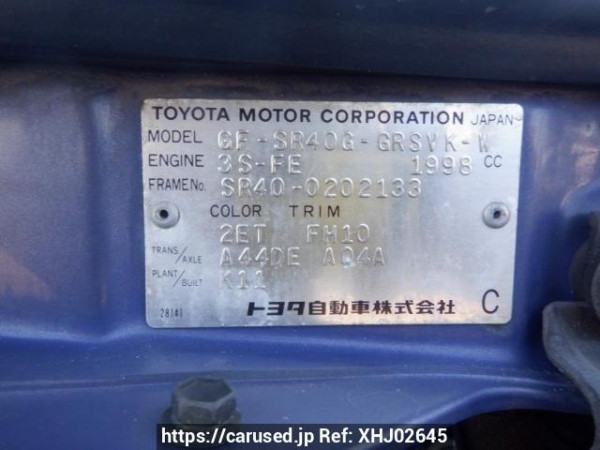 TOYOTA MOTOR CORPORATION JAPAN
MODEL GF-SR40G-GRSVK-W
ENGINE 3S-FE 1998 CC
FRAME No. SR40-0202133
COLOR TRIM
2ET FH10
TRANS/AXLE A44DE A04A
PLANT/BUILT K11
28141 トヨタ自動車株式会社 C
https://carused.jp Ref: XHJ02645